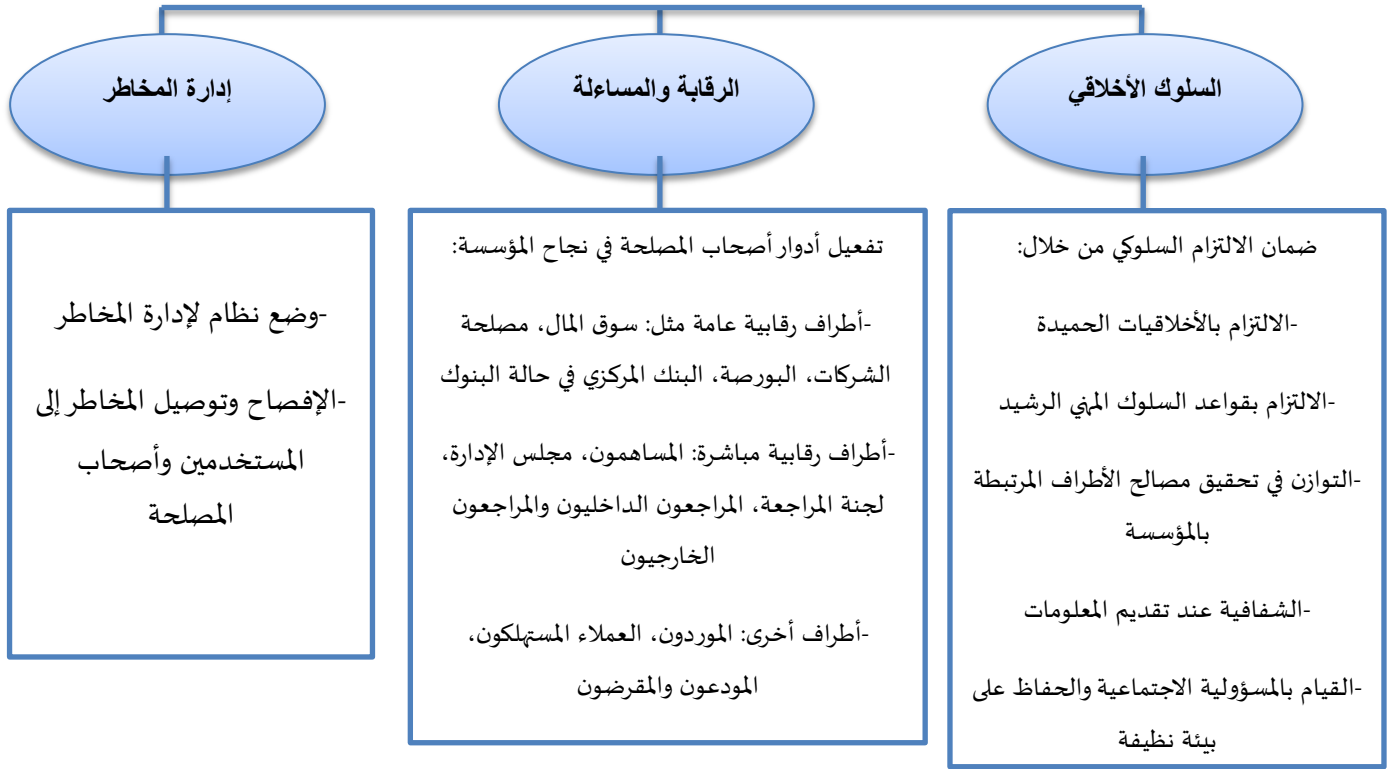 السلوك الأخلاقي
الرقابة والمساءلة
إدارة المخاطر
ضمان الالتزام السلوكي من خلال:
-الالتزام بالأخلاقيات الحميدة
-الالتزام بقواعد السلوك المهني الرشيد
-التوازن في تحقيق مصالح الأطراف المرتبطة
بالمؤسسة
-الشفافية عند تقديم المعلومات
-القيام بالمسؤولية الاجتماعية والحفاظ على
بيئة نظيفة
تفعيل أدوار أصحاب المصلحة في نجاح المؤسسة:
-أطراف رقابية عامة مثل: سوق المال، مصلحة
الشركات، البورصة، البنك المركزي في حالة البنوك
-أطراف رقابية مباشرة: المساهمون، مجلس الإدارة،
لجنة المراجعة، المراجعون الداخليون والمراجعون
الخارجيون
-أطراف أخرى: الموردون، العملاء المستهلكون،
المودعون والمقرضون
-وضع نظام لإدارة المخاطر
-الإفصاح وتوصيل المخاطر إلى
المستخدمين وأصحاب
المصلحة